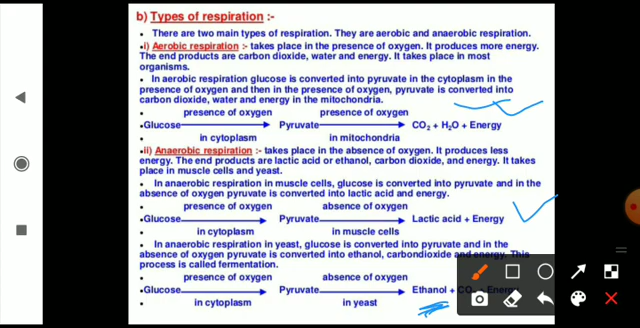 b) Types of respiration :-
• There are two main types of respiration. They are aerobic and anaerobic respiration.
•i) Aerobic respiration :- takes place in the presence of oxygen. It produces more energy.
The end products are carbon dioxide, water and energy. It takes place in most
organisms.
• In aerobic respiration glucose is converted into pyruvate in the cytoplasm in the
presence of oxygen and then in the presence of oxygen, pyruvate is converted into
carbon dioxide, water and energy in the mitochondria.
• presence of oxygen presence of oxygen
•Glucose Pyruvate CO₂ + H₂O + Energy
• in cytoplasm in mitochondria
•ii) Anaerobic respiration :- takes place in the absence of oxygen. It produces less
energy. The end products are lactic acid or ethanol, carbon dioxide, and energy. It takes
place in muscle cells and yeast.
• In anaerobic respiration in muscle cells, glucose is converted into pyruvate and in the
absence of oxygen pyruvate is converted into lactic acid and energy.
• presence of oxygen absence of oxygen
•Glucose Pyruvate Lactic acid + Energy
• in cytoplasm in muscle cells
• In anaerobic respiration in yeast, glucose is converted into pyruvate and in the
absence of oxygen pyruvate is converted into ethanol, carbondioxide and energy. This
process is called fermentation.
• presence of oxygen absence of oxygen
•Glucose Pyruvate Ethanol + CO₂ + Energy
• in cytoplasm in yeast